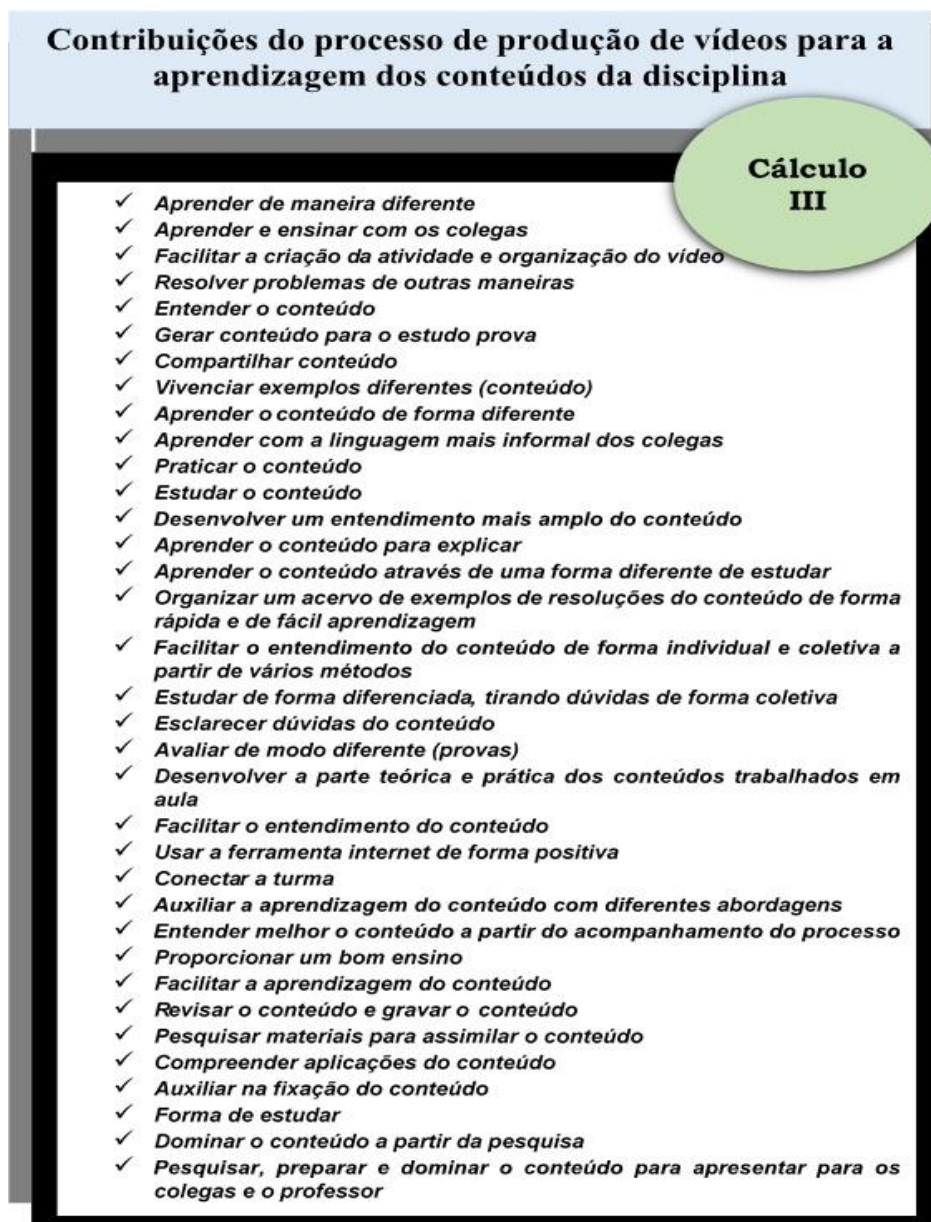 Contribuições do processo de produção de vídeos para a
aprendizagem dos conteúdos da disciplina
Cálculo
III
✓ Aprender de maneira diferente
✓ Aprender e ensinar com os colegas
✓ Facilitar a criação da atividade e organização do vídeo
✓ Resolver problemas de outras maneiras
✓ Entender o conteúdo
✓ Gerar conteúdo para o estudo prova
✓ Compartilhar conteúdo
✓ Vivenciar exemplos diferentes (conteúdo)
✓ Aprender o conteúdo de forma diferente
✓ Aprender com a linguagem mais informal dos colegas
✓ Praticar o conteúdo
✓ Estudar o conteúdo
✓ Desenvolver um entendimento mais amplo do conteúdo
✓ Aprender o conteúdo para explicar
✓ Aprender o conteúdo através de uma forma diferente de estudar
✓ Organizar um acervo de exemplos de resoluções do conteúdo de forma
rápida e de fácil aprendizagem
✓ Facilitar o entendimento do conteúdo de forma individual e coletiva a
partir de vários métodos
✓ Estudar de forma diferenciada, tirando dúvidas de forma coletiva
✓ Esclarecer dúvidas do conteúdo
✓ Avaliar de modo diferente (provas)
✓ Desenvolver a parte teórica e prática dos conteúdos trabalhados em
aula
✓ Facilitar o entendimento do conteúdo
✓ Usar a ferramenta internet de forma positiva
✓ Conectar a turma
✓ Auxiliar a aprendizagem do conteúdo com diferentes abordagens
✓ Entender melhor o conteúdo a partir do acompanhamento do processo
✓ Proporcionar um bom ensino
✓ Facilitar a aprendizagem do conteúdo
✓ Revisar o conteúdo e gravar o conteúdo
✓ Pesquisar materiais para assimilar o conteúdo
✓ Compreender aplicações do conteúdo
✓ Auxiliar na fixação do conteúdo
✓ Forma de estudar
✓ Dominar o conteúdo a partir da pesquisa
✓ Pesquisar, preparar e dominar o conteúdo para apresentar para os
colegas e o professor